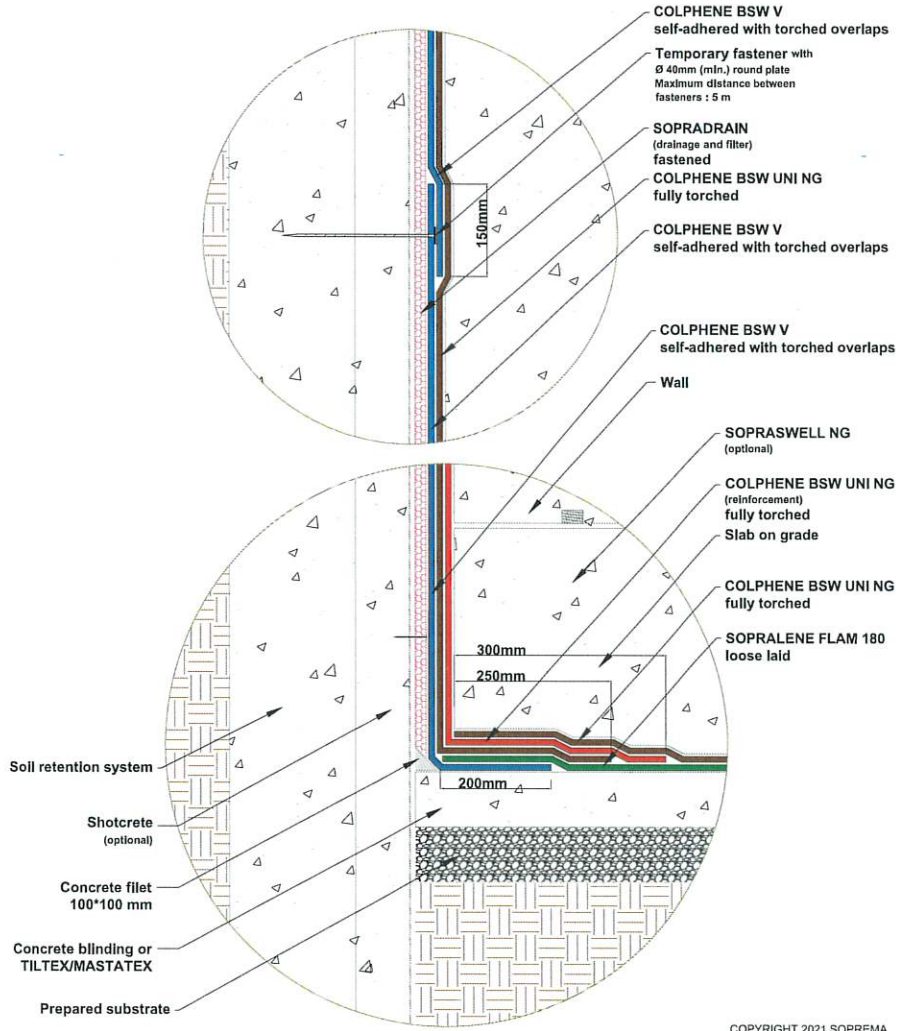 COLPHENE BSW V
self-adhered with torched overlaps
Temporary fastener with
Ø 40mm (min.) round plate
Maximum distance between
fasteners : 5 m
SOPRADRAIN
(drainage and filter)
fastened
COLPHENE BSW UNI NG
fully torched
150mm
COLPHENE BSW V
self-adhered with torched overlaps
COLPHENE BSW V
self-adhered with torched overlaps
Wall
SOPRASWELL NG
(optional)
COLPHENE BSW UNI NG
(reinforcement)
fully torched
Slab on grade
COLPHENE BSW UNI NG
fully torched
SOPRALENE FLAM 180
loose laid
300mm
250mm
200mm
Soil retention system
Shotcrete
(optional)
Concrete filet
100*100 mm
Concrete blinding or
TILTEX/MASTATEX
Prepared substrate
COPYRIGHT 2021 SOPREMA